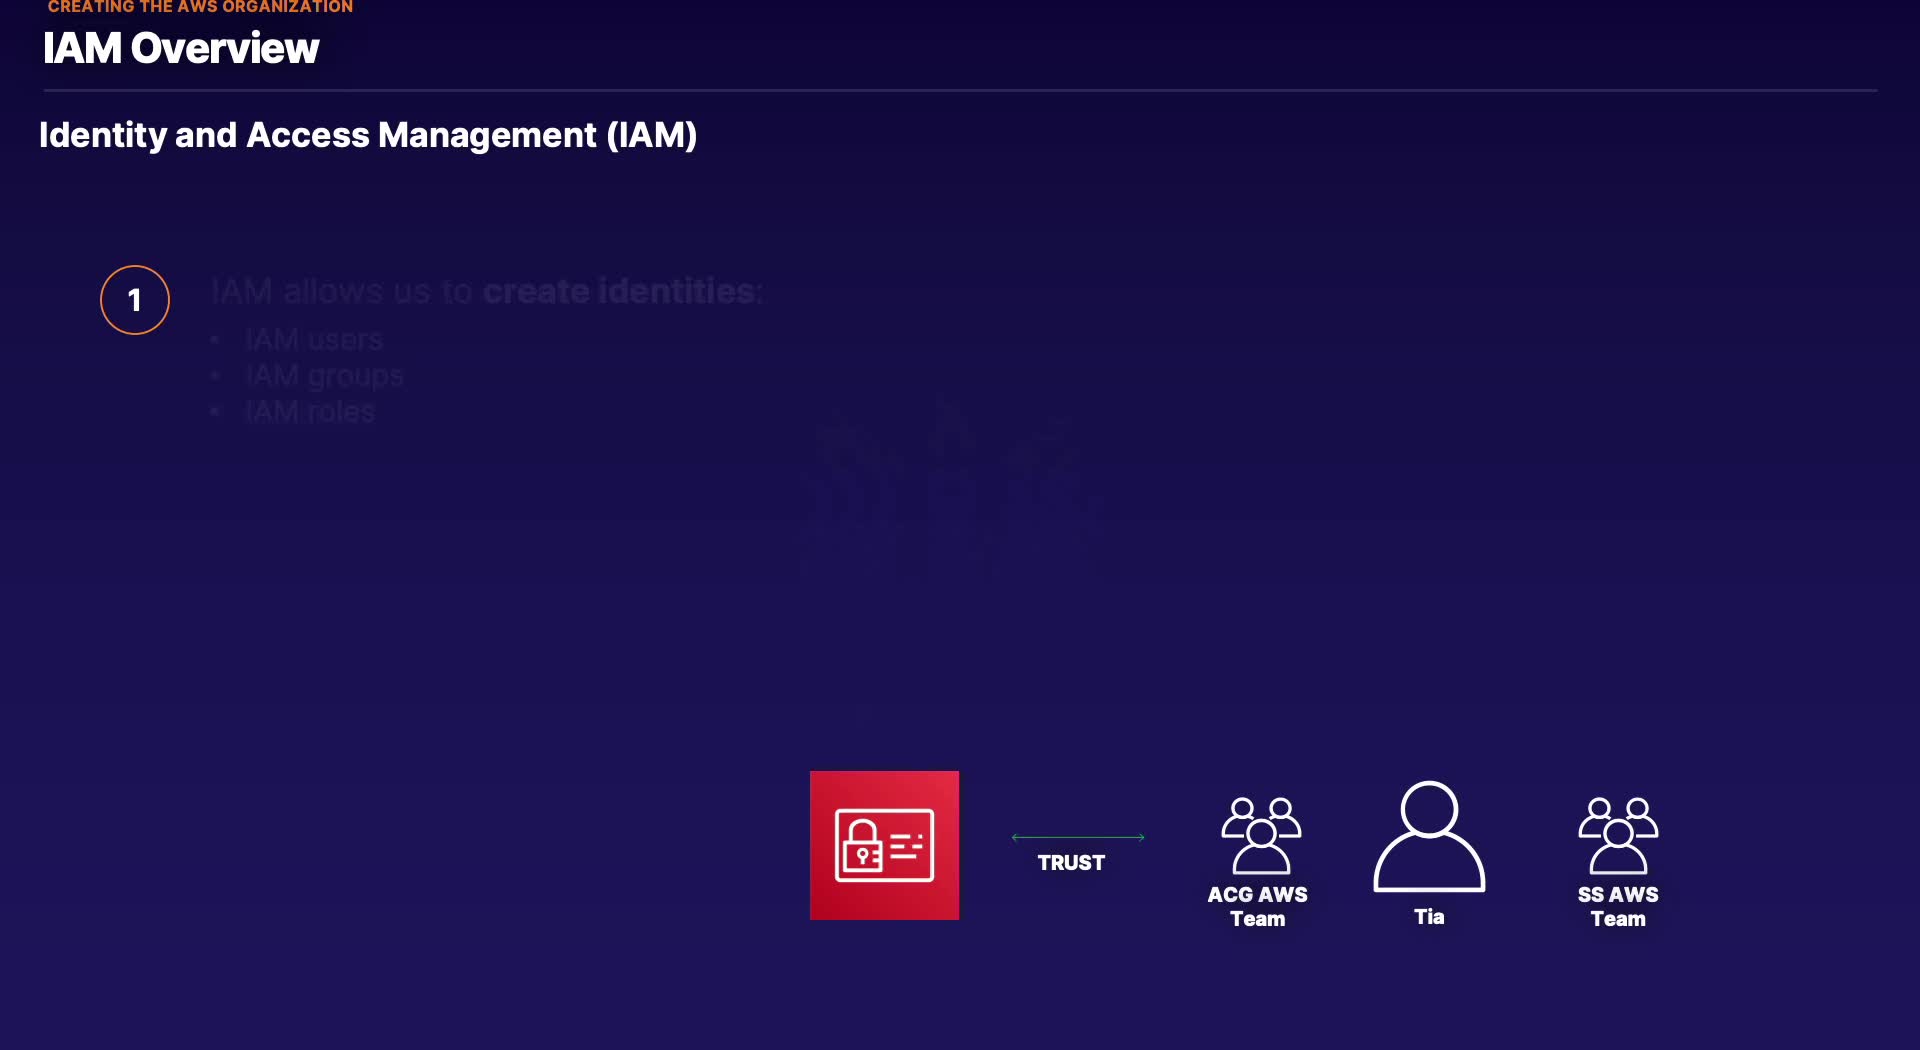 CREATING THE AWS ORGANIZATION
IAM Overview
Identity and Access Management (IAM)
1
IAM allows us to create identities:
• IAM users
• IAM groups
• IAM roles
TRUST
ACG AWS
Team
Tia
SS AWS
Team